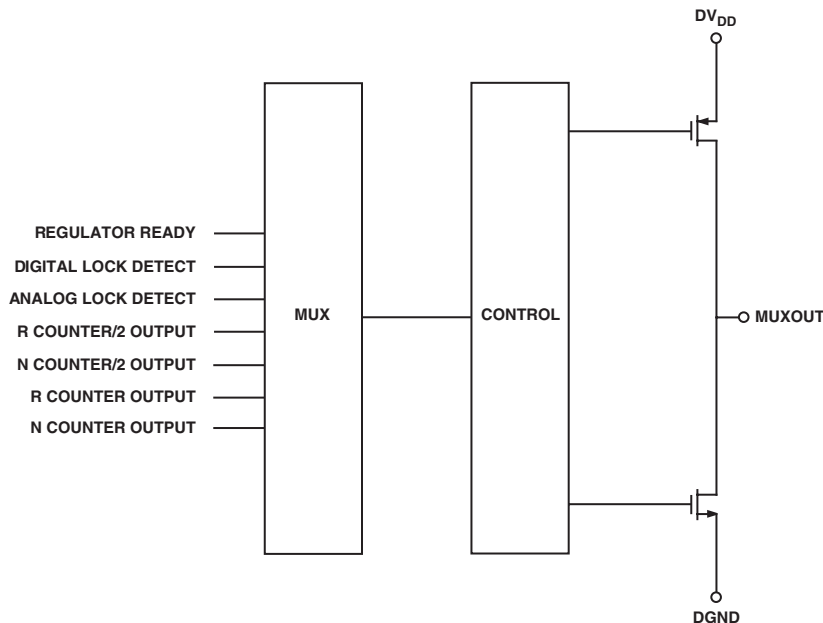 DVDD
REGULATOR READY
DIGITAL LOCK DETECT
ANALOG LOCK DETECT
R COUNTER/2 OUTPUT
N COUNTER/2 OUTPUT
R COUNTER OUTPUT
N COUNTER OUTPUT
MUX
CONTROL
MUXOUT
DGND